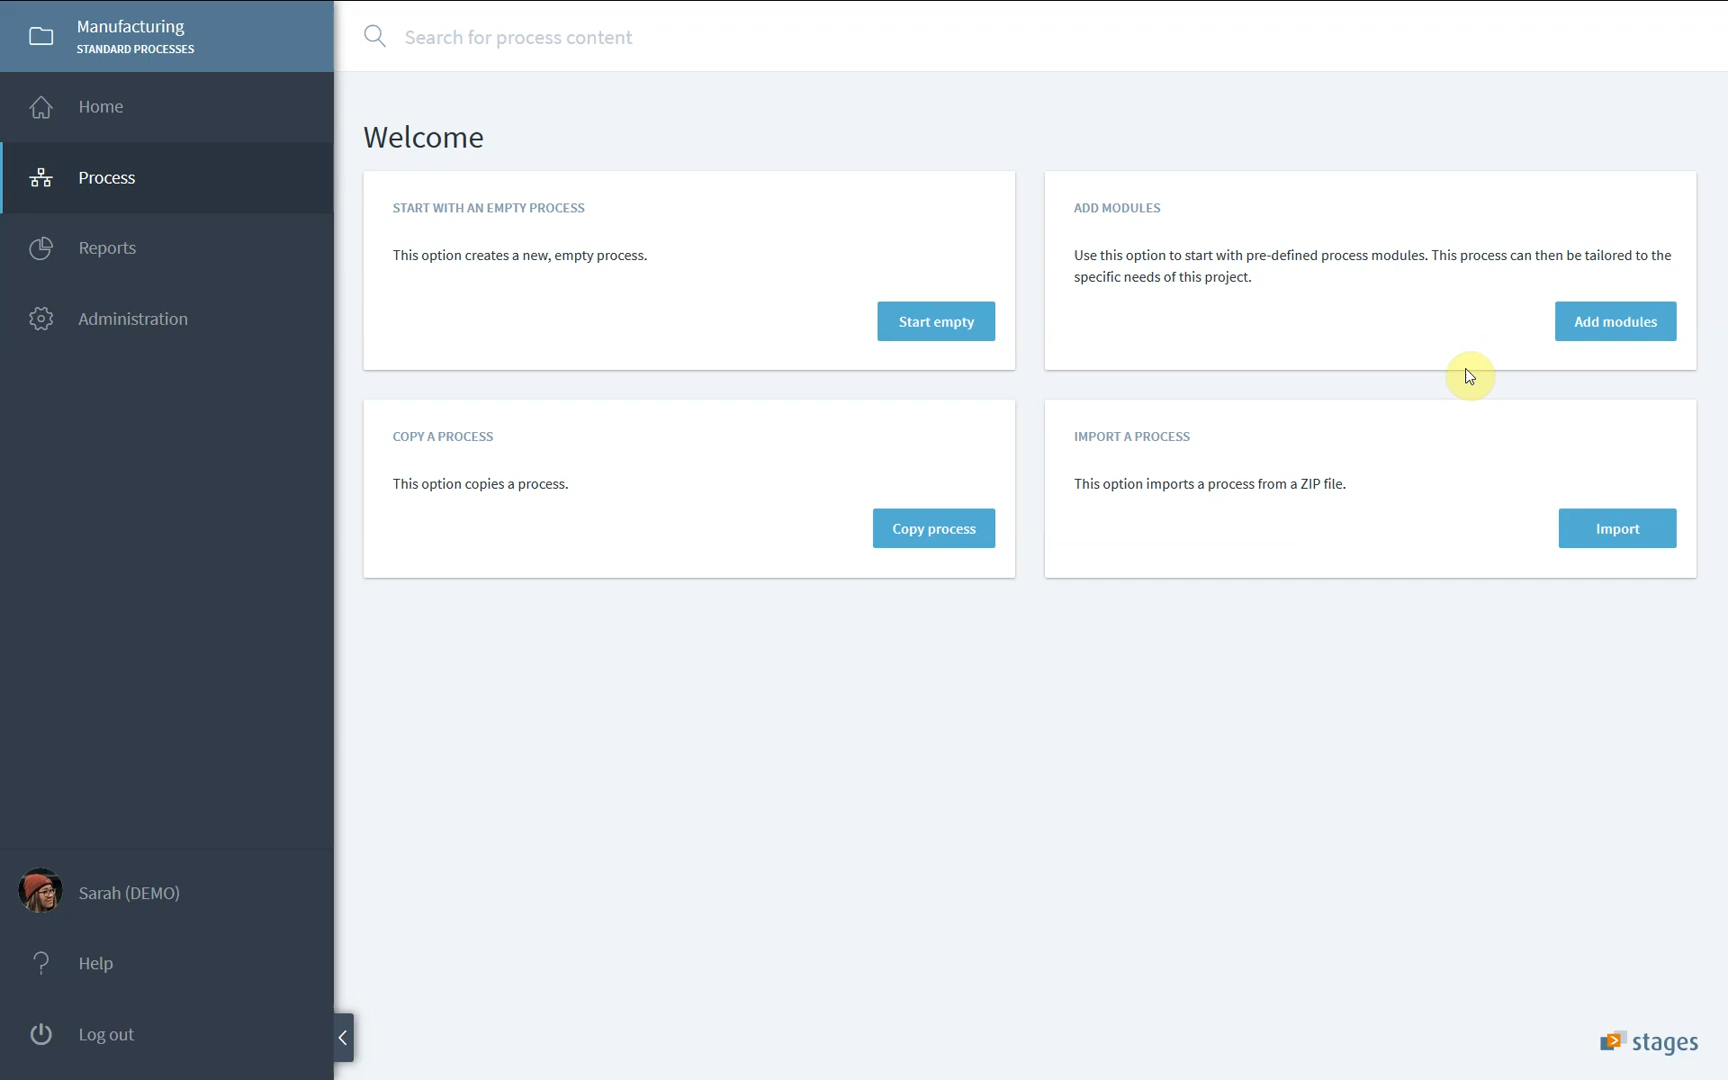 Manufacturing
STANDARD PROCESSES
Home
Process
Reports
Administration
Sarah (DEMO)
Help
Log out
Search for process content
Welcome
START WITH AN EMPTY PROCESS
This option creates a new, empty process.
Start empty
ADD MODULES
Use this option to start with pre-defined process modules. This process can then be tailored to the
specific needs of this project.
Add modules
COPY A PROCESS
This option copies a process.
Copy process
IMPORT A PROCESS
This option imports a process from a ZIP file.
Import
stages